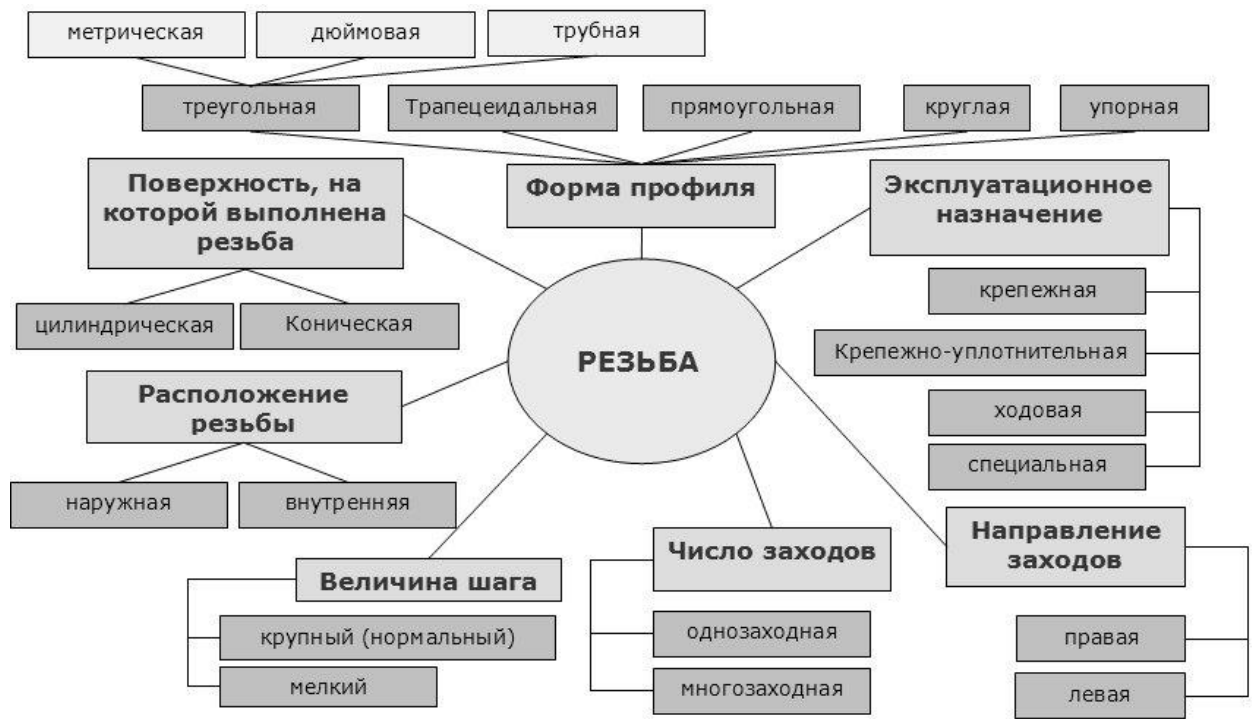 метрическая
дюймовая
трубная
треугольная
Трапецеидальная
прямоугольная
круглая
упорная
Поверхность, на
которой выполнена
резьба
Форма профиля
Эксплуатационное
назначение
цилиндрическая
Коническая
крепежная
Крепежно-уплотнительная
ходовая
специальная
РЕЗЬБА
Расположение
резьбы
наружная
внутренняя
Величина шага
крупный (нормальный)
мелкий
Число заходов
однозаходная
многозаходная
Направление
заходов
правая
левая